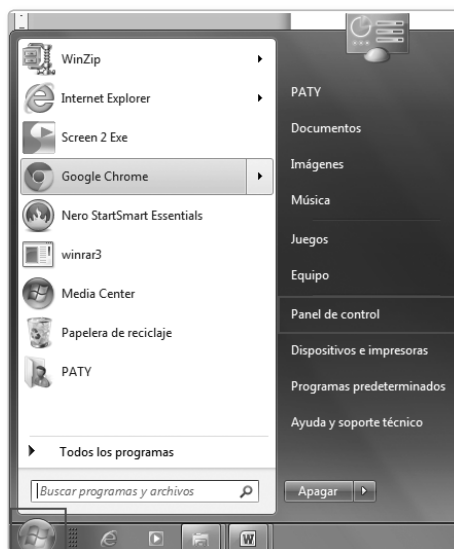 WinZip
Internet Explorer
Screen 2 Exe
Google Chrome
Nero StartSmart Essentials
winrar3
Media Center
Papelera de reciclaje
PATY
Todos los programas
Buscar programas y archivos
PATY
Documentos
Imágenes
Música
Juegos
Equipo
Panel de control
Dispositivos e impresoras
Programas predeterminados
Ayuda y soporte técnico
Apagar